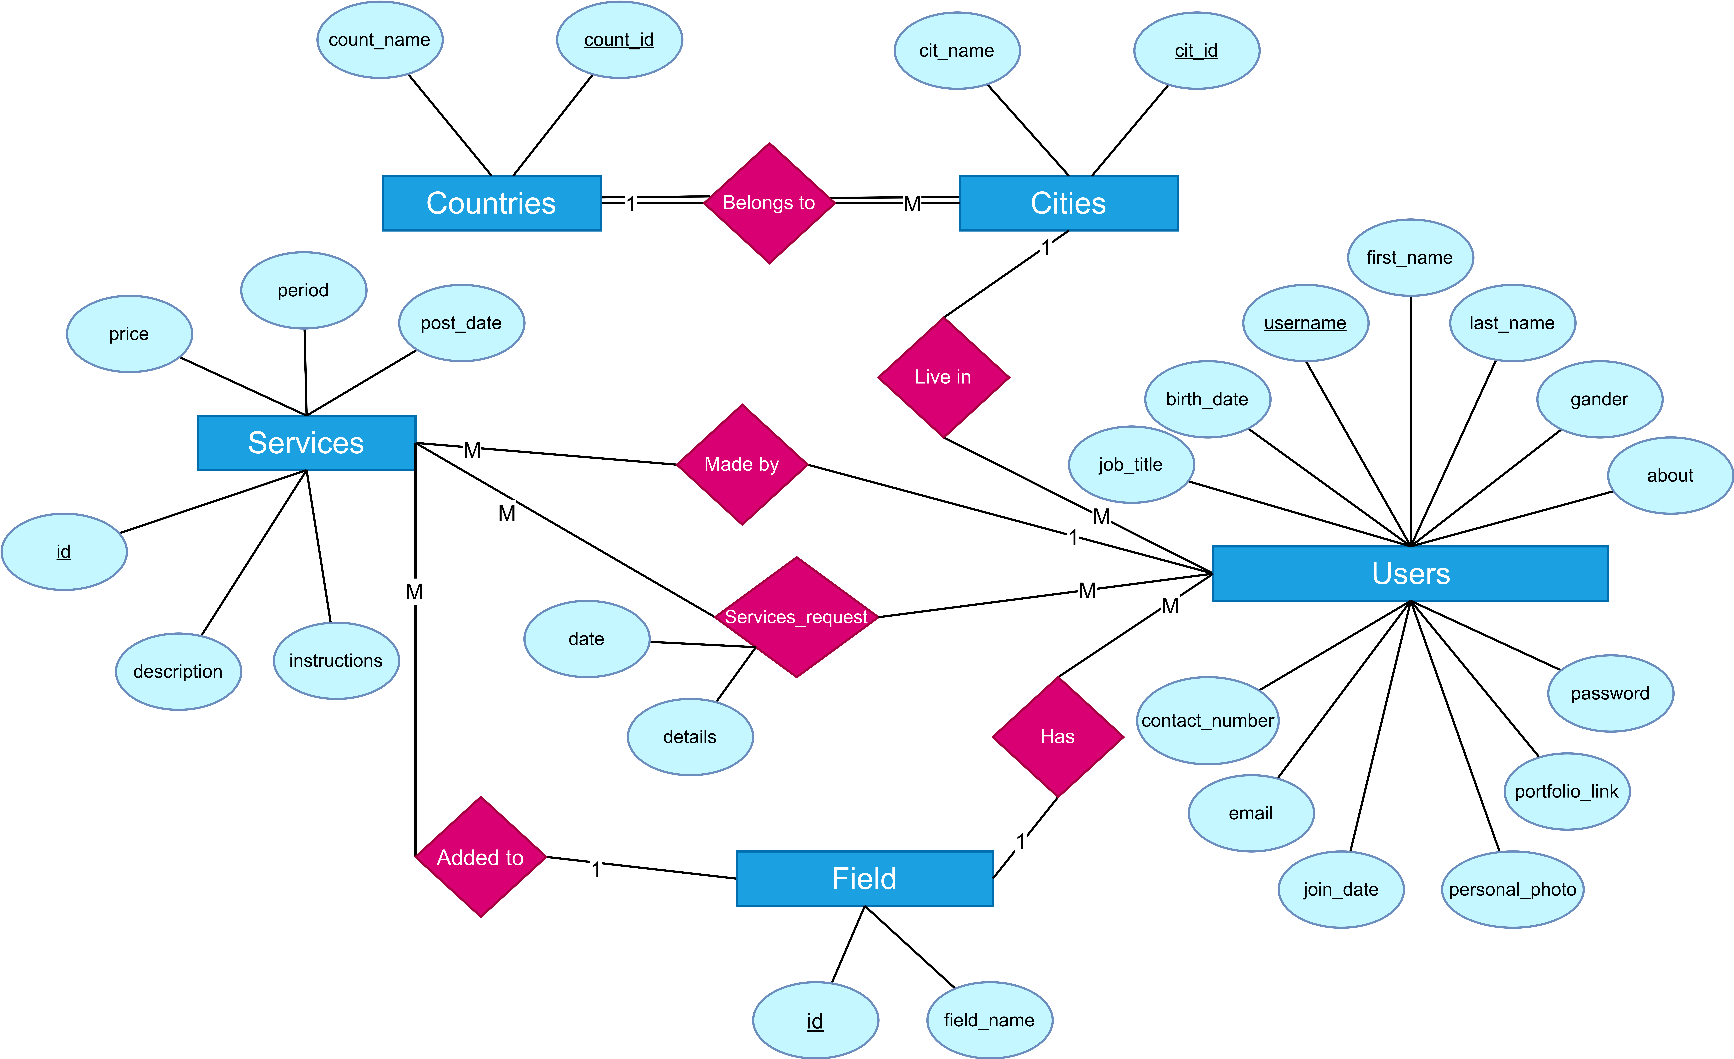 count_name
count_id
cit_name
cit_id
Countries
1
Belongs to
M
Cities
1
first_name
period
post_date
price
username
last_name
Live in
birth_date
gander
Services
M
Made by
job_title
about
M
M
1
id
Users
M
M
M
Services_request
date
description
instructions
details
Has
contact_number
password
portfolio_link
email
1
Added to
1
Field
join_date
personal_photo
id
field_name